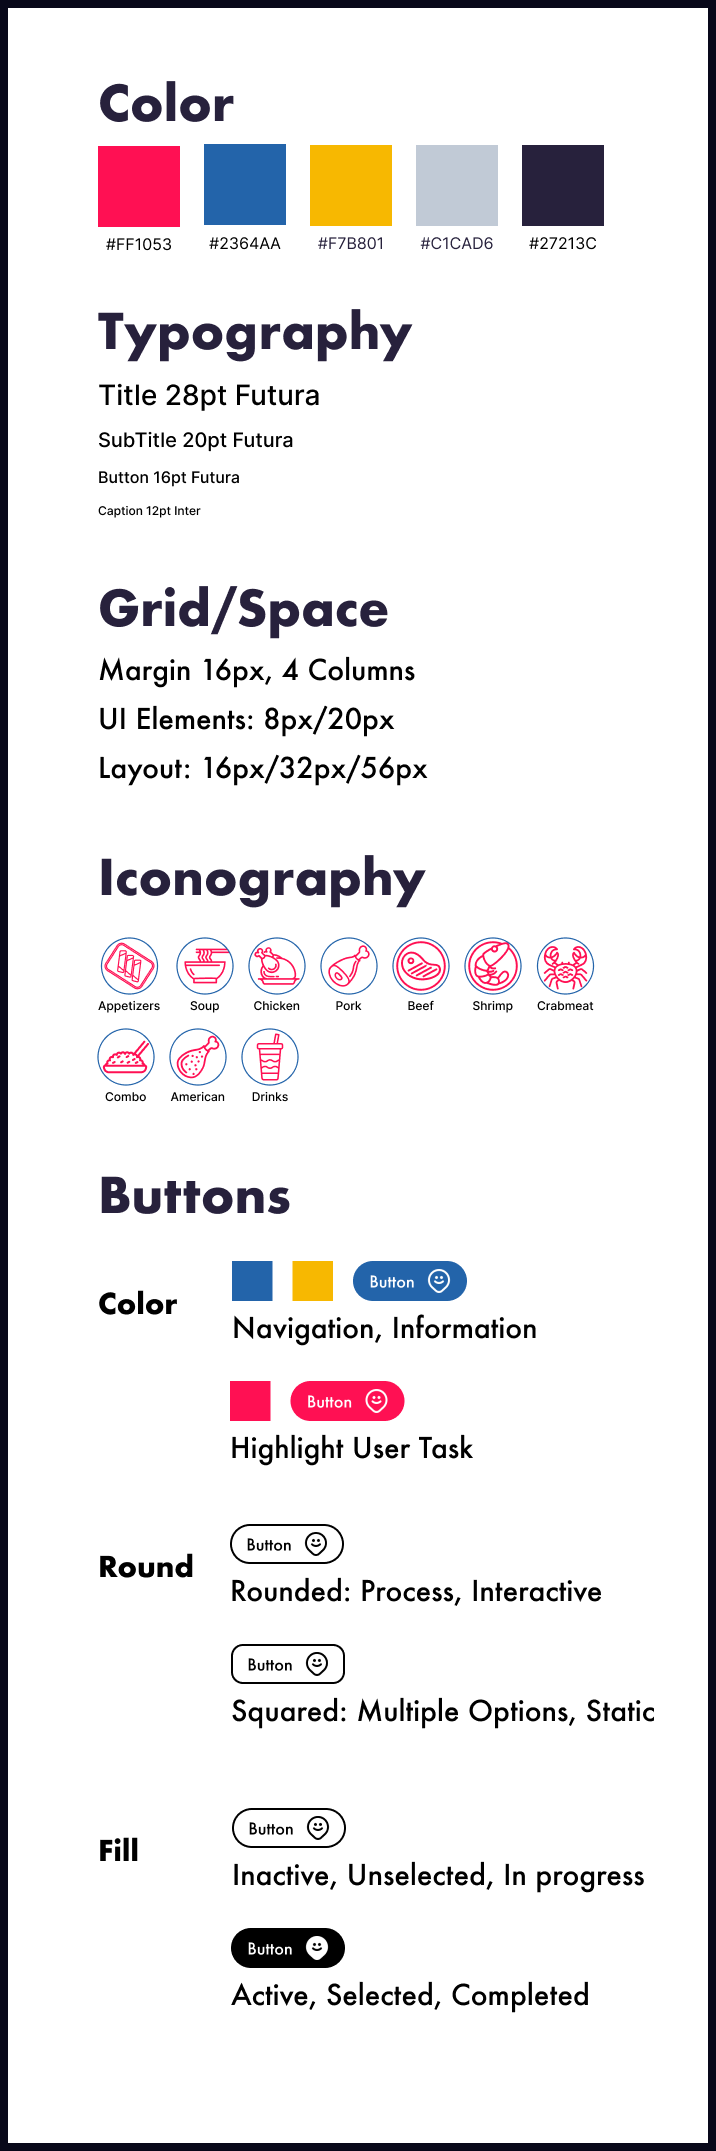 Color
#FF1053 #2364AA #F7B801 #C1CAD6 #27213C
Typography
Title 28pt Futura
SubTitle 20pt Futura
Button 16pt Futura
Caption 12pt Inter
Grid/Space
Margin 16px, 4 Columns
UI Elements: 8px/20px
Layout: 16px/32px/56px
Iconography
Appetizers Soup Chicken Pork Beef Shrimp Crabmeat
Combo American Drinks
Buttons
Color
Button
Navigation, Information
Button
Highlight User Task
Round
Button
Rounded: Process, Interactive
Button
Squared: Multiple Options, Static
Fill
Button
Inactive, Unselected, In progress
Button
Active, Selected, Completed